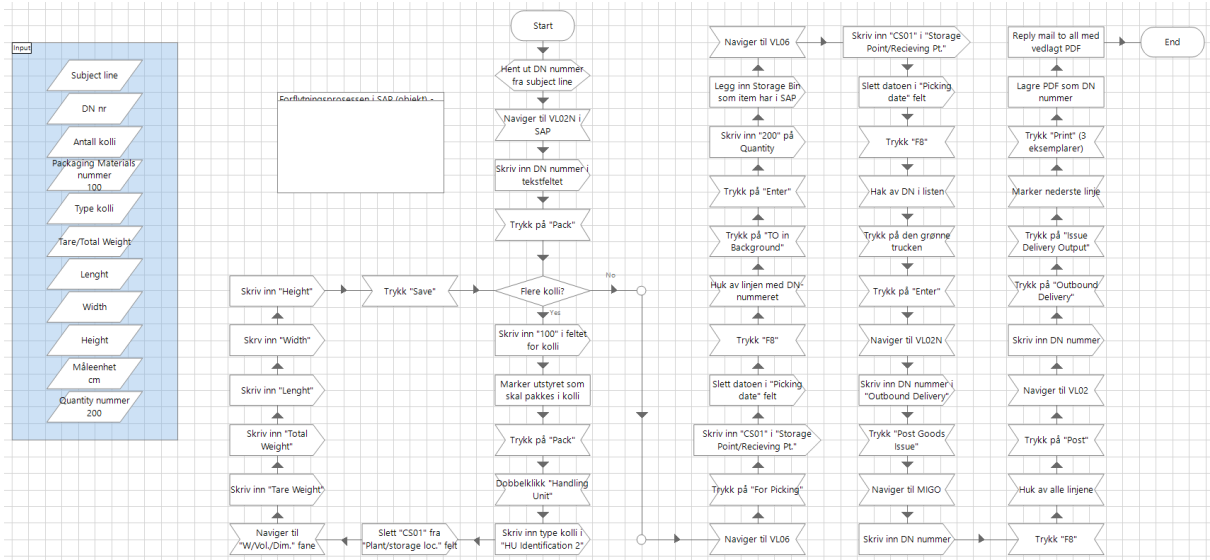 Input
Subject line
DN nr
Antall kolli
Packaging Materials
nummer
100
Type kolli
Tare/Total Weight
Lenght
Width
Height
Måleenhet
cm
Quantity nummer
200
Forflytningsprosessen i SAP (objekt) -
Start
Hent ut DN nummer
fra subject line
Naviger til VL02N i
SAP
Skriv inn DN nummer i
tekstfeltet
Trykk på "Pack"
Flere kolli?
No
Yes
Skriv inn "100" i feltet
for kolli
Marker utstyret som
skal pakkes i kolli
Trykk på "Pack"
Dobbelklikk "Handling
Unit"
Skriv inn type kolli i
"HU Identification 2"
Slett "CS01" fra
"Plant/storage loc." felt
Naviger til
"W/Vol./Dim." fane
Skriv inn "Tare Weight"
Skriv inn "Total
Weight"
Skriv inn "Lenght"
Skrv inn "Width"
Skriv inn "Height"
Trykk "Save"
Naviger til VL06
Trykk på "For Picking"
Skriv inn "CS01" i "Storage
Point/Recieving Pt."
Slett datoen i "Picking
date" felt
Trykk "F8"
Huk av linjen med DN-
nummeret
Trykk på "TO in
Background"
Trykk på "Enter"
Skriv inn "200" på
Quantity
Legg inn Storage Bin
som item har i SAP
Naviger til VL06
Skriv inn "CS01" i "Storage
Point/Recieving Pt."
Slett datoen i "Picking
date" felt
Trykk "F8"
Hak av DN i listen
Trykk på den grønne
trucken
Trykk på "Enter"
Naviger til VL02N
Skriv inn DN nummer i
"Outbound Delivery"
Trykk "Post Goods
Issue"
Naviger til MIGO
Skriv inn DN nummer
Trykk "F8"
Huk av alle linjene
Trykk på "Post"
Naviger til VL02
Skriv inn DN nummer
Trykk på "Outbound
Delivery"
Trykk på "Issue
Delivery Output"
Marker nederste linje
Trykk "Print" (3
eksemplarer)
Lagre PDF som DN
nummer
Reply mail to all med
vedlagt PDF
End